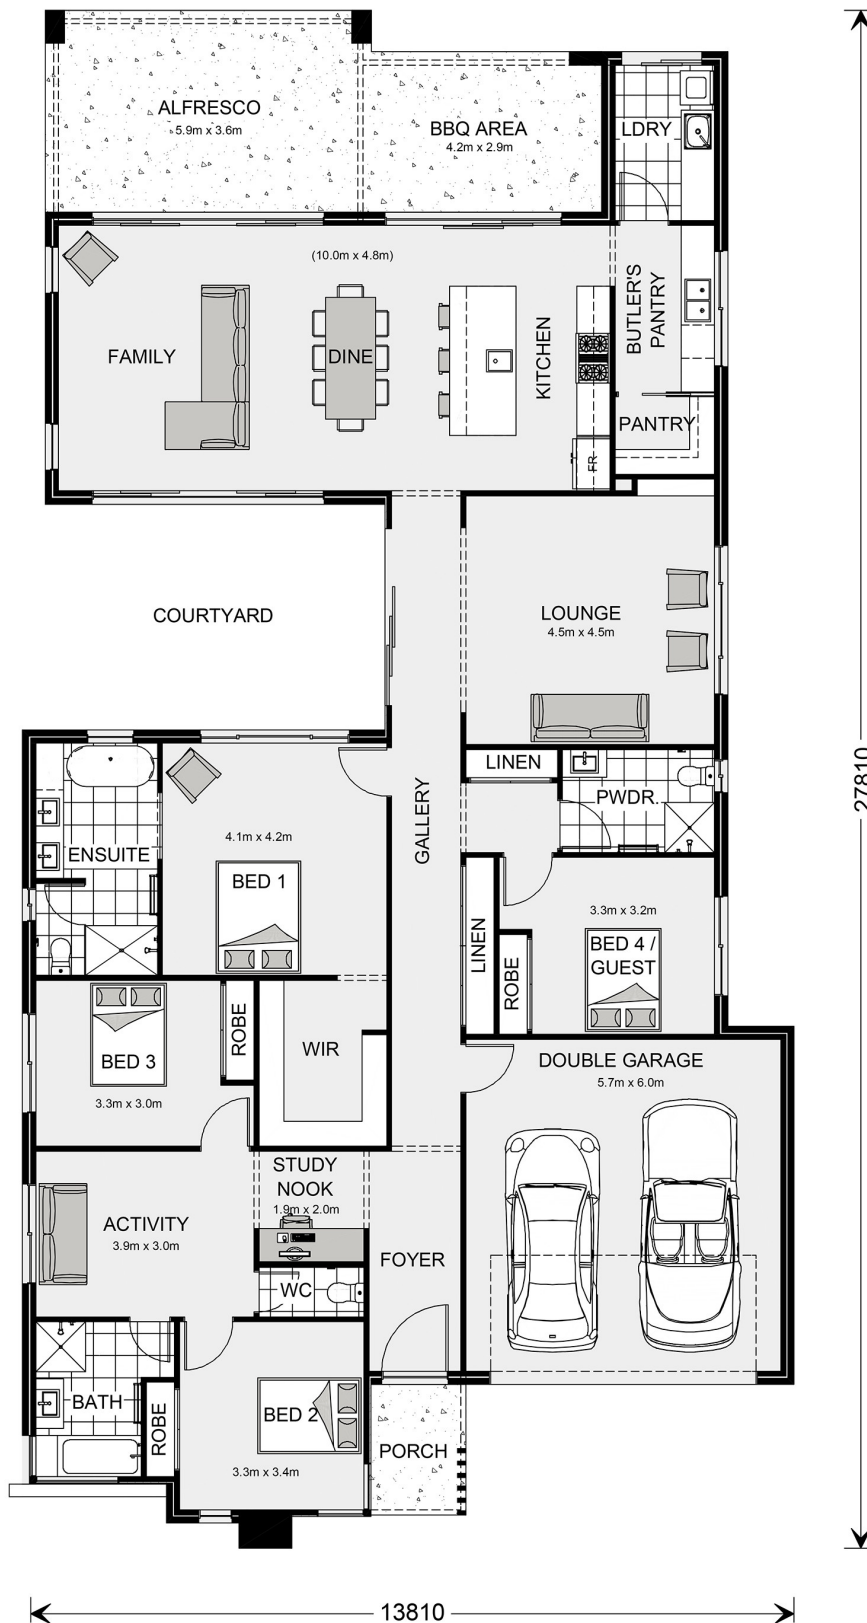 ALFRESCO
5.9m x 3.6m
BBQ AREA
4.2m x 2.9m
LDRY
(10.0m x 4.8m)
FAMILY
DINE
KITCHEN
BUTLER'S
PANTRY
PANTRY
FR
COURTYARD
LOUNGE
4.5m x 4.5m
LINEN
PWDR.
GALLERY
27810
4.1m x 4.2m
ENSUITE
BED 1
3.3m x 3.2m
BED 4 /
GUEST
LINEN
ROBE
ROBE
WIR
BED 3
3.3m x 3.0m
DOUBLE GARAGE
5.7m x 6.0m
STUDY
NOOK
1.9m x 2.0m
ACTIVITY
3.9m x 3.0m
FOYER
WC
BATH
ROBE
BED 2
3.3m x 3.4m
PORCH
13810